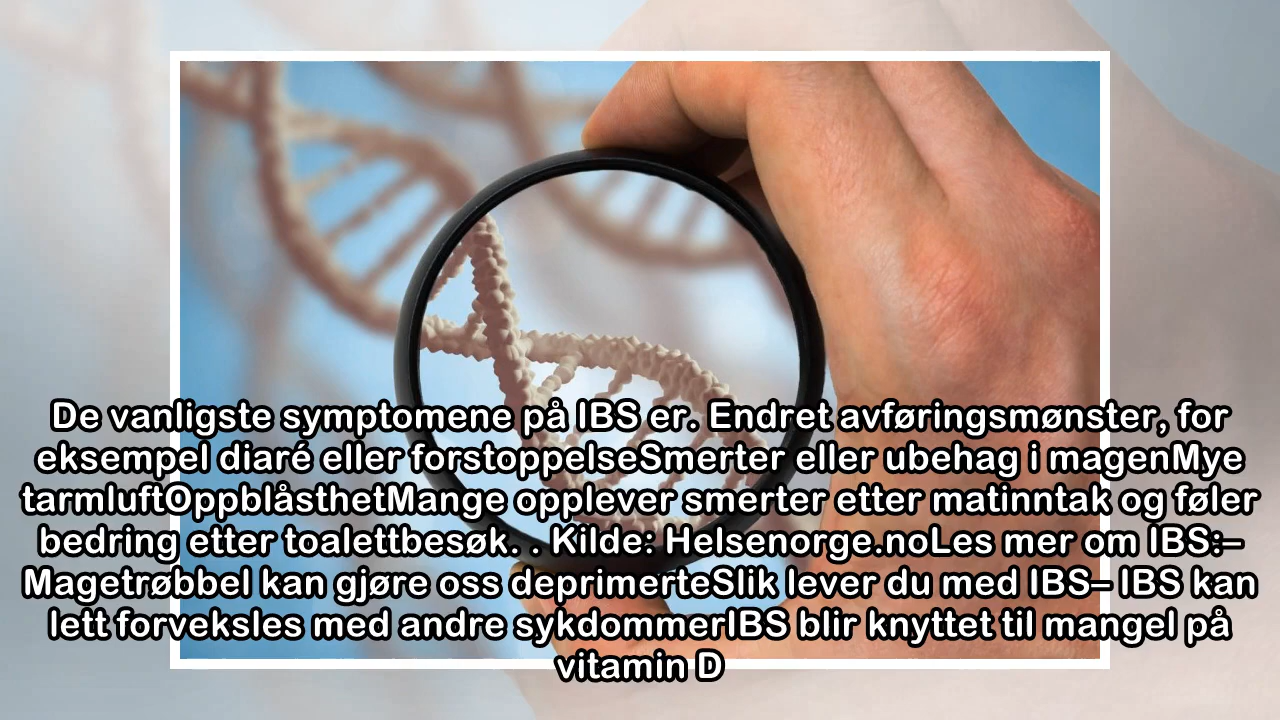 De vanligste symptomene på IBS er. Endret avføringsmønster, for
eksempel diaré eller forstoppelseSmerter eller ubehag i magenMye
tarmluftOppblåsthetMange opplever smerter etter matinntak og føler
bedring etter toalettbesøk. . Kilde: Helsenorge.noLes mer om IBS:–
Magetrøbbel kan gjøre oss deprimerteSlik lever du med IBS– IBS kan
lett forveksles med andre sykdommerIBS blir knyttet til mangel på
vitamin D